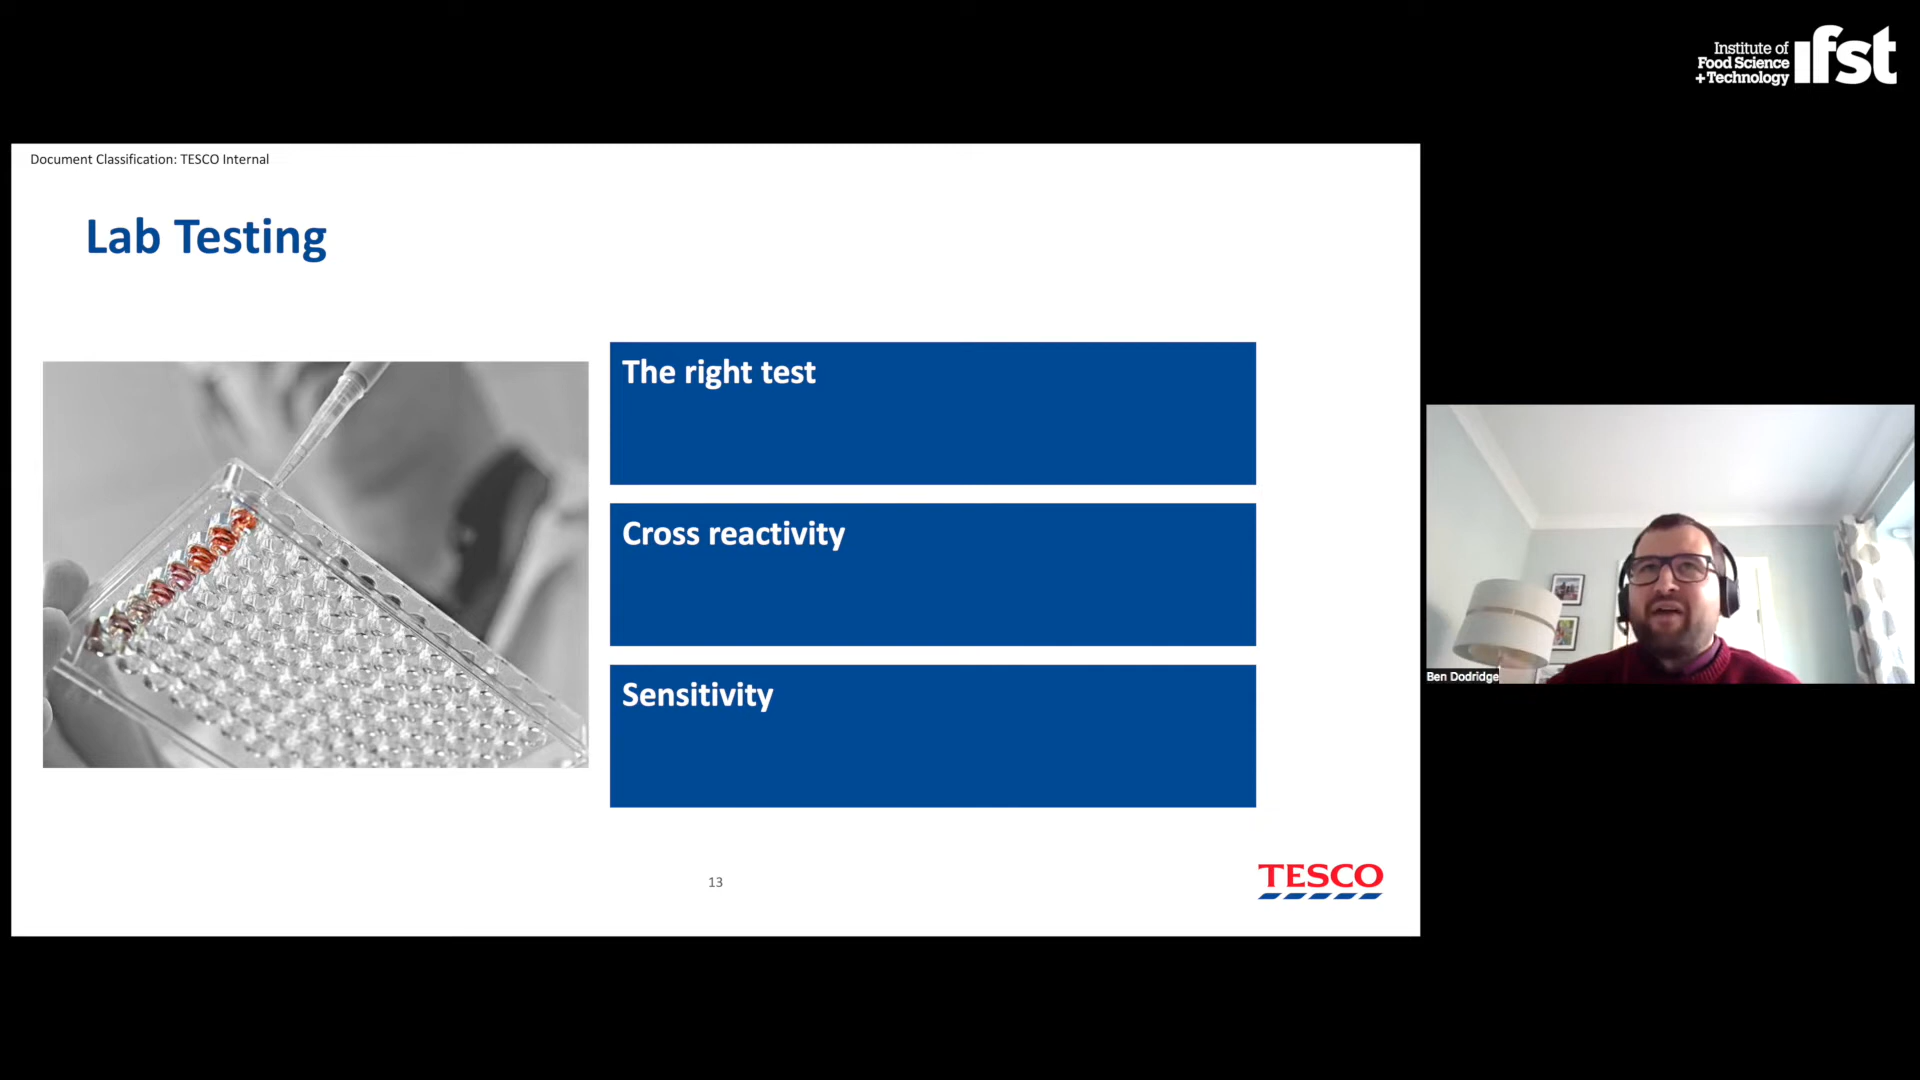 Institute of
Food Science
+Technology
ifst
Document Classification: TESCO Internal
Lab Testing
The right test
Cross reactivity
Sensitivity
13
TESCO
Ben Dodridge